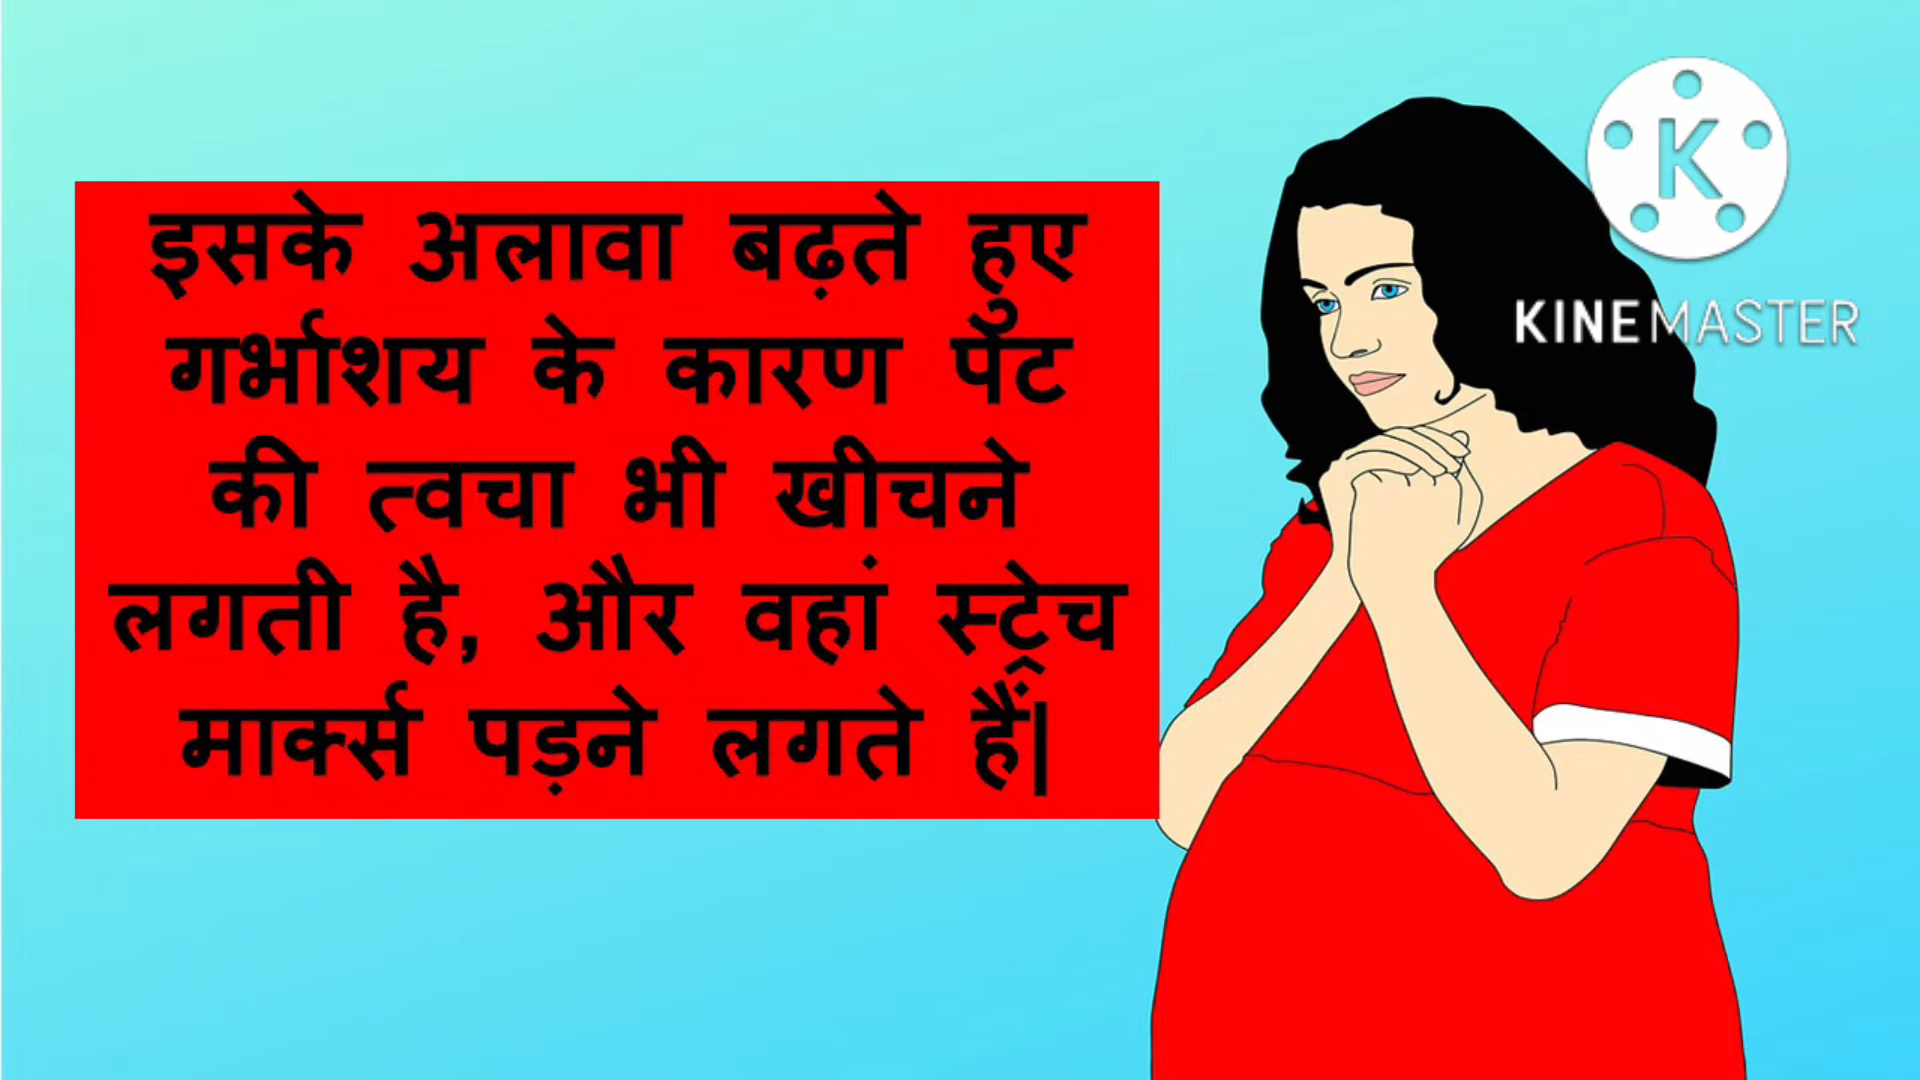 इसके अलावा बढ़ते हुए
गर्भाशय के कारण पेट
की त्वचा भी खीचने
लगती है, और वहां स्ट्रेच
मार्क्स पड़ने लगते हैं|
K
KINEMASTER